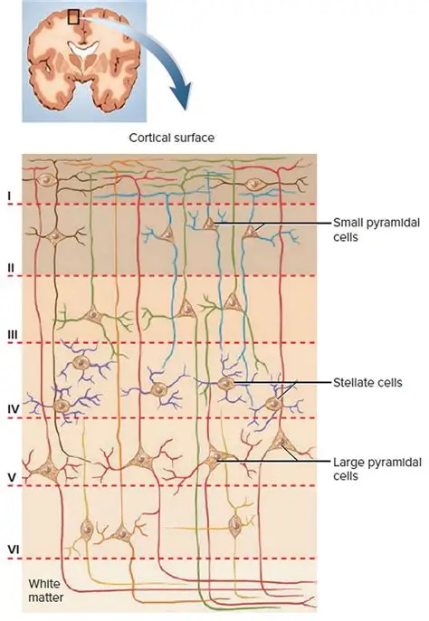 Cortical surface
I
Small pyramidal
cells
II
III
Stellate cells
IV
Large pyramidal
cells
V
VI
White
matter